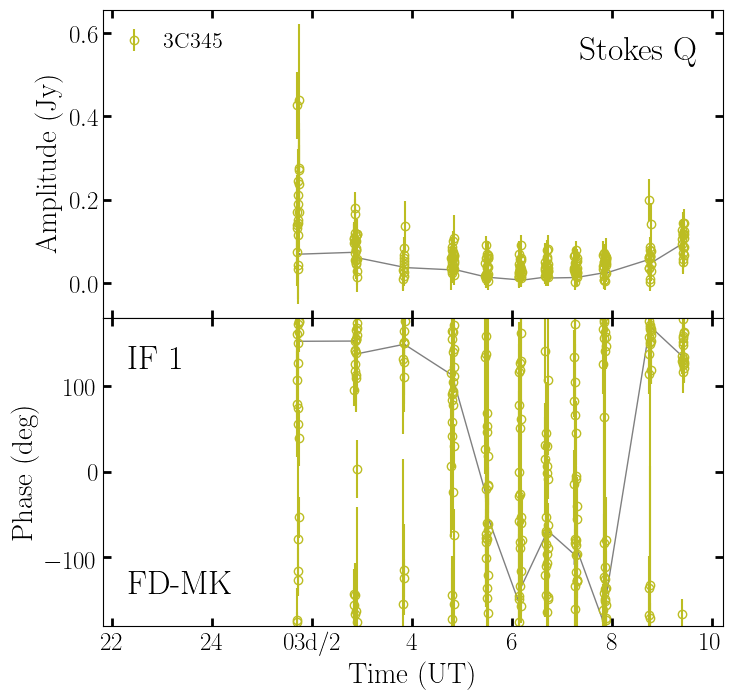 3C345
Stokes Q
0.6
0.4
0.2
0.0
Amplitude (Jy)
IF 1
FD-MK
100
0
−100
Phase (deg)
22 24 03d/2 4 6 8 10
Time (UT)